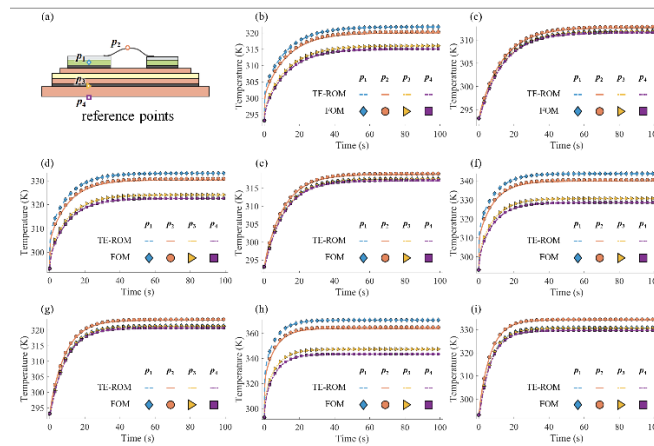 (a)
p₁
p₂
p₃
p₄
reference points
(b)
Temperature (K)
320
315
310
305
300
295
p₁ p₂ p₃ p₄
TE-ROM
FOM
0 20 40 60 80 100
Time (s)
(c)
Temperature (K)
310
305
300
295
p₁ p₂ p₃ p₄
TE-ROM
FOM
0 20 40 60 80 100
Time (s)
(d)
Temperature (K)
330
320
310
300
p₁ p₂ p₃ p₄
TE-ROM
FOM
0 20 40 60 80 100
Time (s)
(e)
Temperature (K)
315
310
305
300
295
p₁ p₂ p₃ p₄
TE-ROM
FOM
0 20 40 60 80 100
Time (s)
(f)
Temperature (K)
340
330
320
310
300
p₁ p₂ p₃ p₄
TE-ROM
FOM
0 20 40 60 80 100
Time (s)
(g)
Temperature (K)
320
315
310
305
300
295
p₁ p₂ p₃ p₄
TE-ROM
FOM
0 20 40 60 80 100
Time (s)
(h)
Temperature (K)
360
340
320
300
p₁ p₂ p₃ p₄
TE-ROM
FOM
0 20 40 60 80 100
Time (s)
(i)
Temperature (K)
330
320
310
300
p₁ p₂ p₃ p₄
TE-ROM
FOM
0 20 40 60 80 100
Time (s)